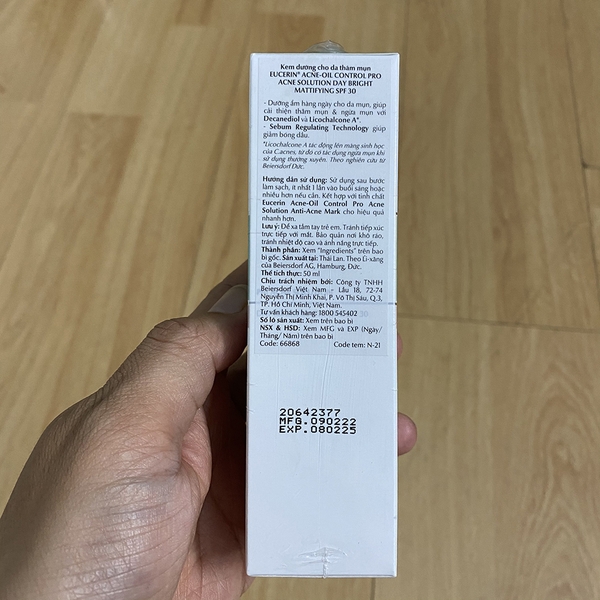 Kem dưỡng cho da thâm mụn
EUCERIN® ACNE-OIL CONTROL PRO
ACNE SOLUTION DAY BRIGHT
MATTIFYING SPF 30
- Dưỡng ẩm hàng ngày cho da mụn, giúp
cải thiện thâm mụn & ngừa mụn với
Decanediol và Licochalcone A*.
- Sebum Regulating Technology giúp
giảm bóng dầu.
*Licochalcone A tác động lên màng sinh học
của C.acnes, từ đó có tác dụng ngừa mụn khi
sử dụng thường xuyên. Theo nghiên cứu từ
Beiersdorf Đức.
Hướng dẫn sử dụng: Sử dụng sau bước
làm sạch, ít nhất 1 lần vào buổi sáng hoặc
nhiều hơn nếu cần. Kết hợp với tinh chất
Eucerin Acne-Oil Control Pro Acne
Solution Anti-Acne Mark cho hiệu quả
nhanh hơn.
Lưu ý: Để xa tầm tay trẻ em. Tránh tiếp xúc
trực tiếp với mắt. Bảo quản nơi khô ráo,
tránh nhiệt độ cao và ánh nắng trực tiếp.
Thành phần: Xem "Ingredients" trên bao
bì gốc. Sản xuất tại: Thái Lan. Theo Li-xăng
của Beiersdorf AG, Hamburg, Đức.
Thể tích thực: 50 ml
Chịu trách nhiệm bởi: Công ty TNHH
Beiersdorf Việt Nam - Lầu 18, 72-74
Nguyễn Thị Minh Khai, P. Võ Thị Sáu, Q.3,
TP. Hồ Chí Minh, Việt Nam.
Tư vấn khách hàng: 1800 545402
Số lô sản xuất: Xem trên bao bì
NSX & HSD: Xem MFG và EXP (Ngày/
Tháng/ Năm) trên bao bì
Code: 66868 Code tem: N-21
20642377
MFG.090222
EXP.080225